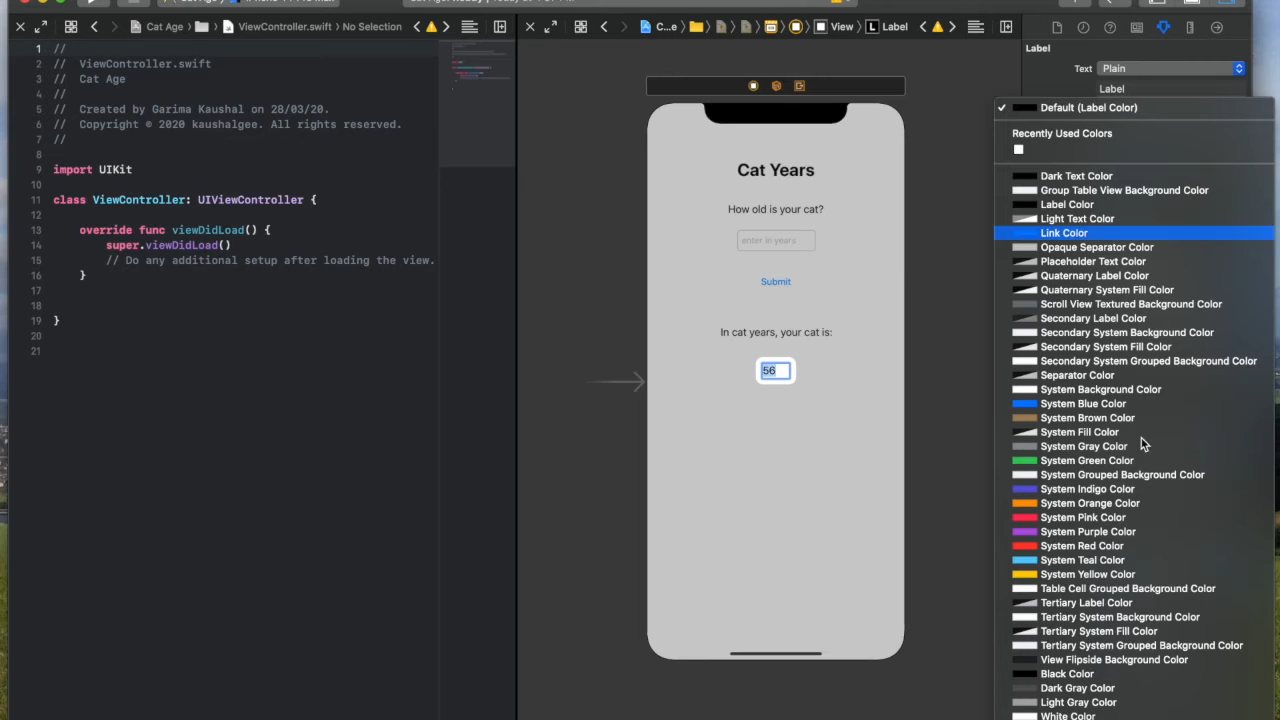 Cat Age
ViewController.swift
No Selection
C...e
View
Label
1 //
2 // ViewController.swift
3 // Cat Age
4 //
5 // Created by Garima Kaushal on 28/03/20.
6 // Copyright © 2020 kaushalgee. All rights reserved.
7 //
8
9 import UIKit
10
11 class ViewController: UIViewController {
12
13 override func viewDidLoad() {
14 super.viewDidLoad()
15 // Do any additional setup after loading the view.
16 }
17
18
19 }
20
21
Cat Years
How old is your cat?
enter in years
Submit
In cat years, your cat is:
56
Label
Text Plain
Label
Default (Label Color)
Recently Used Colors
Dark Text Color
Group Table View Background Color
Label Color
Light Text Color
Link Color
Opaque Separator Color
Placeholder Text Color
Quaternary Label Color
Quaternary System Fill Color
Scroll View Textured Background Color
Secondary Label Color
Secondary System Background Color
Secondary System Fill Color
Secondary System Grouped Background Color
Separator Color
System Background Color
System Blue Color
System Brown Color
System Fill Color
System Gray Color
System Green Color
System Grouped Background Color
System Indigo Color
System Orange Color
System Pink Color
System Purple Color
System Red Color
System Teal Color
System Yellow Color
Table Cell Grouped Background Color
Tertiary Label Color
Tertiary System Background Color
Tertiary System Fill Color
Tertiary System Grouped Background Color
View Flipside Background Color
Black Color
Dark Gray Color
Light Gray Color
White Color